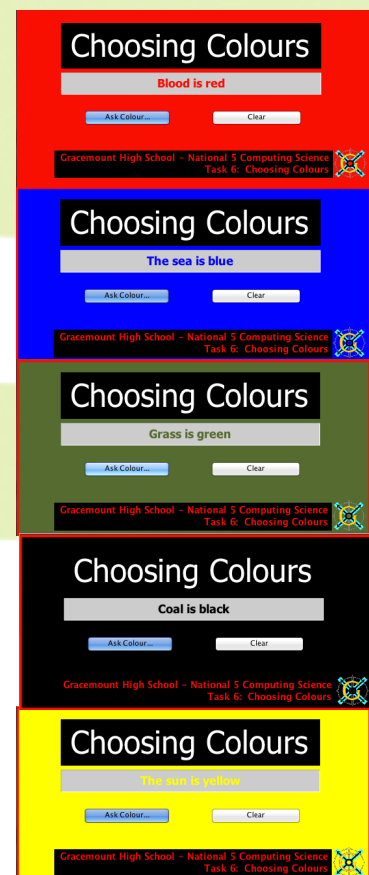 Choosing Colours
Blood is red
Ask Colour... Clear
Gracemount High School - National 5 Computing Science
Task 6: Choosing Colours
Choosing Colours
The sea is blue
Ask Colour... Clear
Gracemount High School - National 5 Computing Science
Task 6: Choosing Colours
Choosing Colours
Grass is green
Ask Colour... Clear
Gracemount High School - National 5 Computing Science
Task 6: Choosing Colours
Choosing Colours
Coal is black
Ask Colour... Clear
Gracemount High School - National 5 Computing Science
Task 6: Choosing Colours
Choosing Colours
The sun is yellow
Ask Colour... Clear
Gracemount High School - National 5 Computing Science
Task 6: Choosing Colours